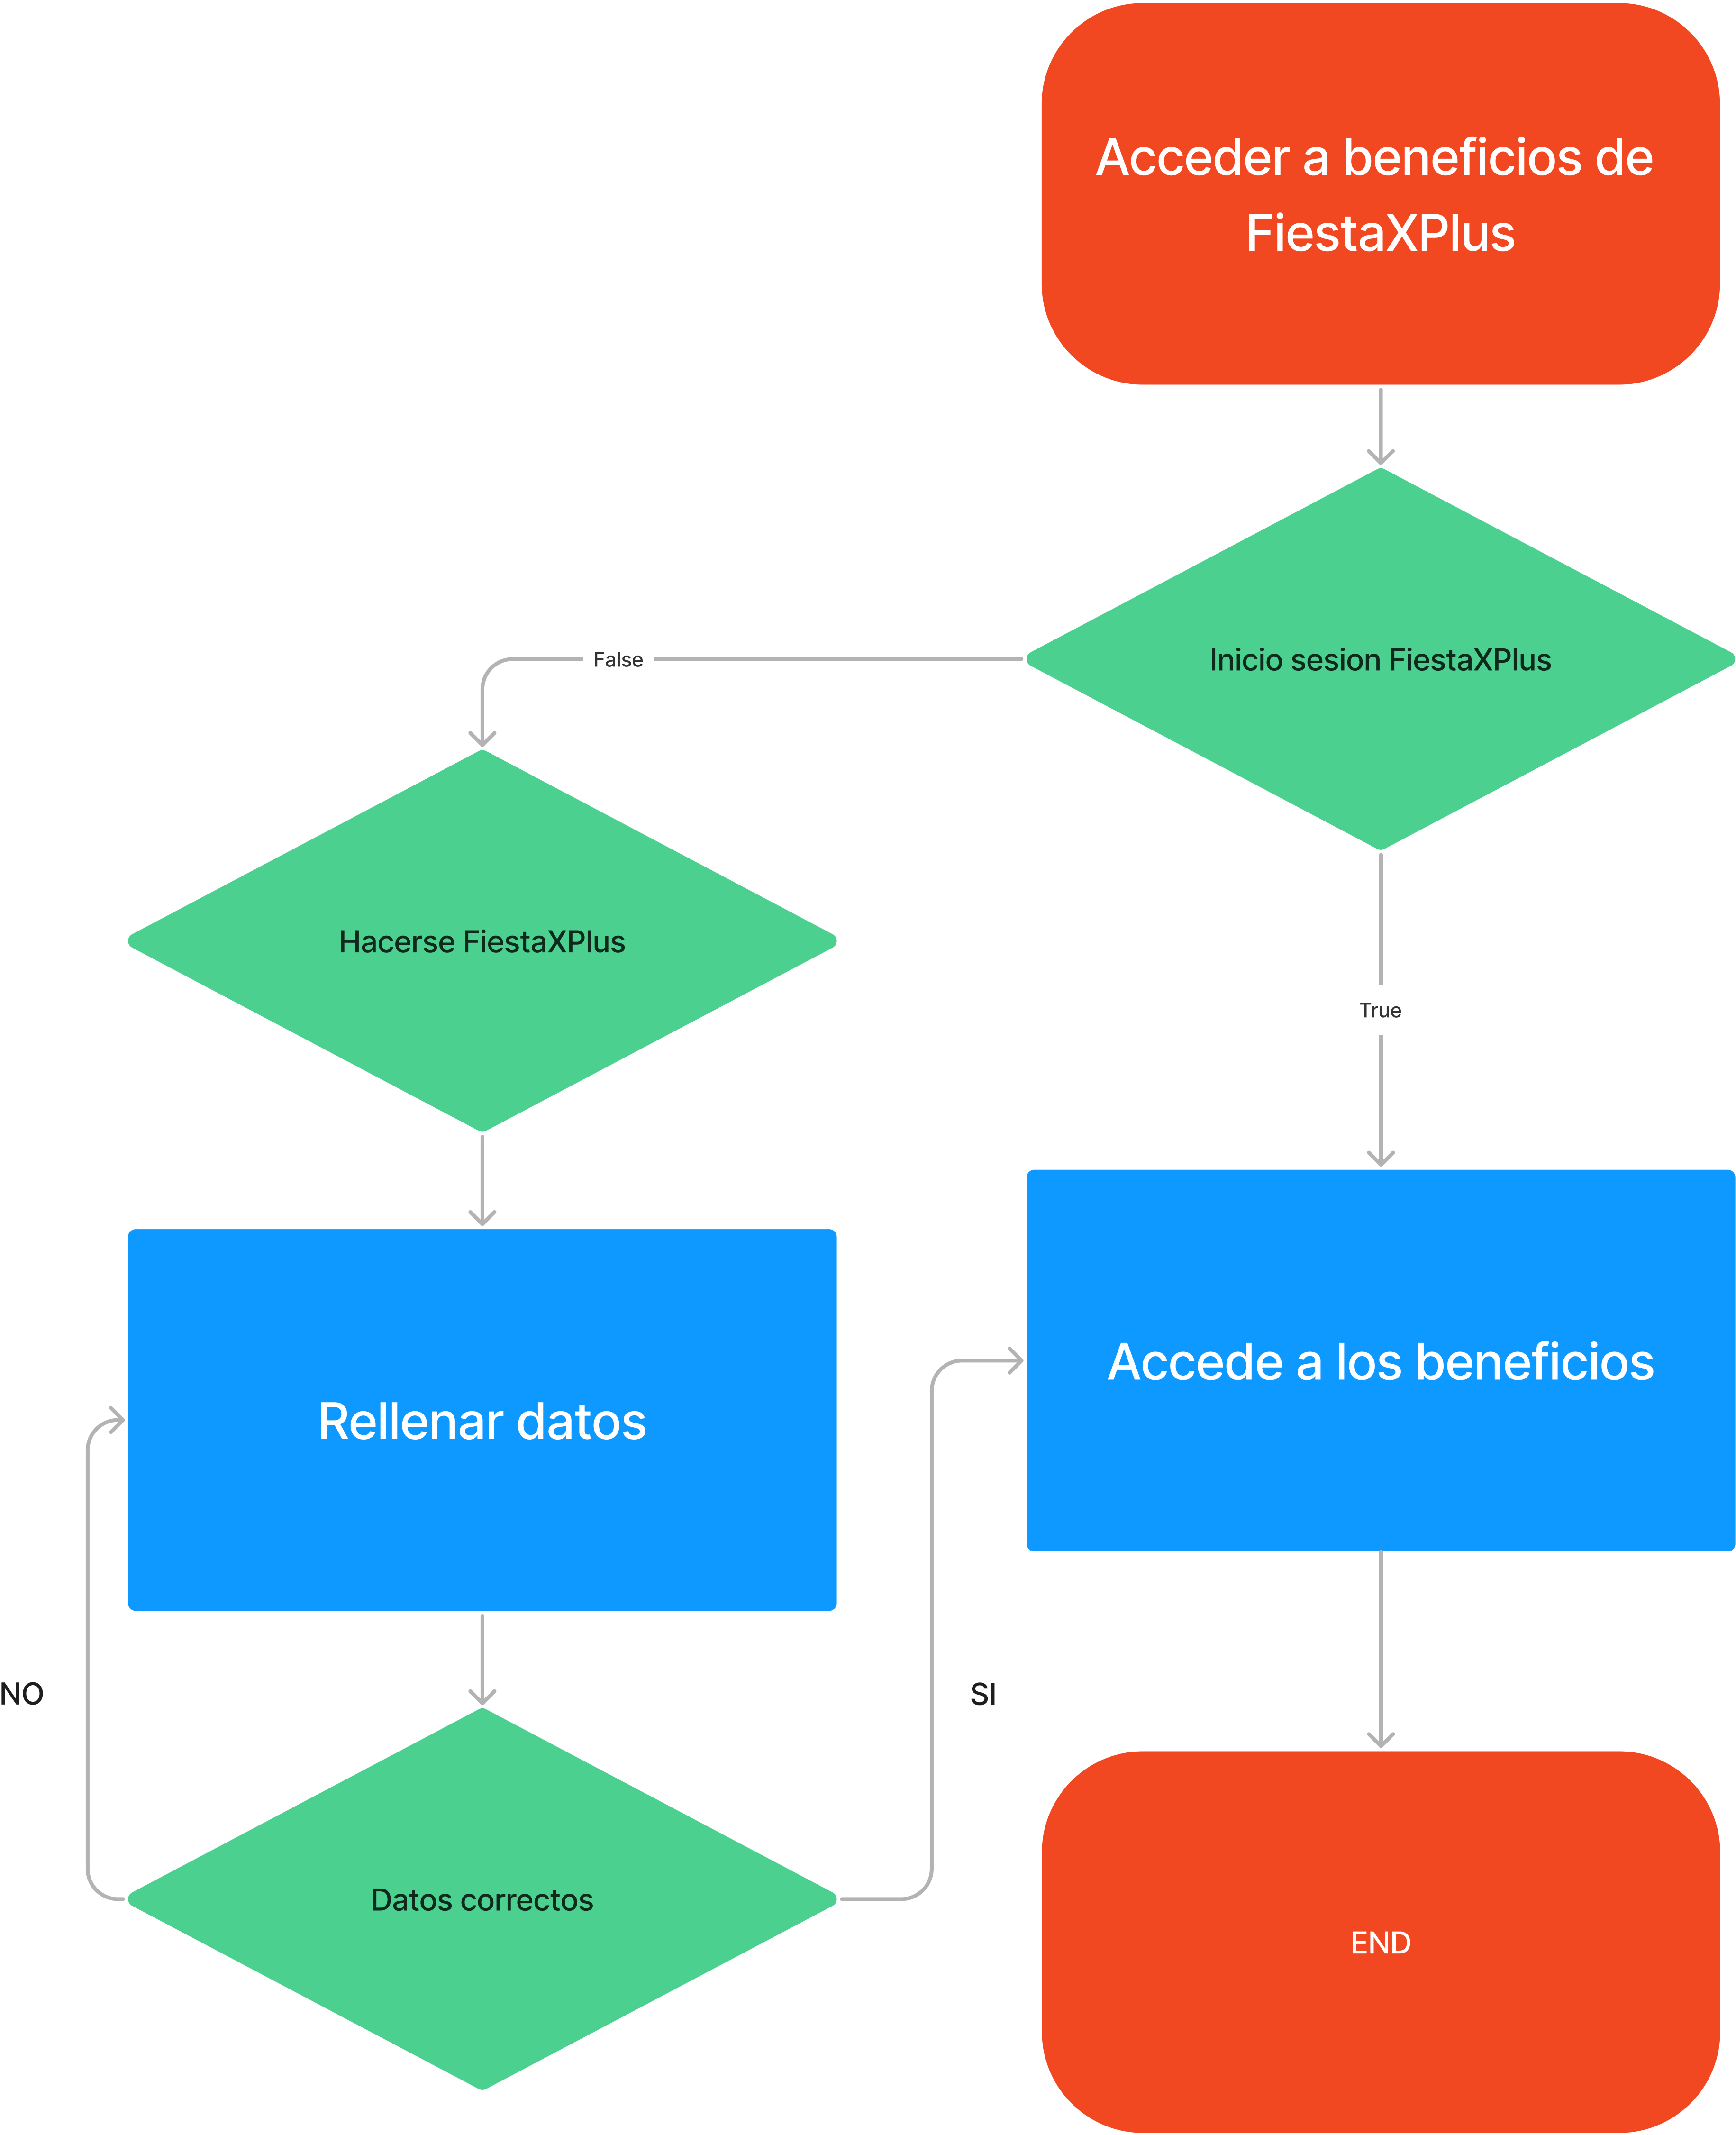 Acceder a beneficios de
FiestaXPlus
Inicio sesion FiestaXPlus
False
Hacerse FiestaXPlus
True
Accede a los beneficios
Rellenar datos
NO
SI
Datos correctos
END